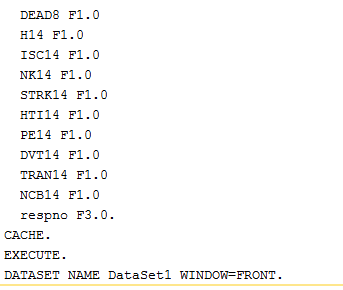 DEAD8 F1.0
H14 F1.0
ISC14 F1.0
NK14 F1.0
STRK14 F1.0
HTI14 F1.0
PE14 F1.0
DVT14 F1.0
TRAN14 F1.0
NCB14 F1.0
respno F3.0.
CACHE.
EXECUTE.
DATASET NAME DataSet1 WINDOW=FRONT.